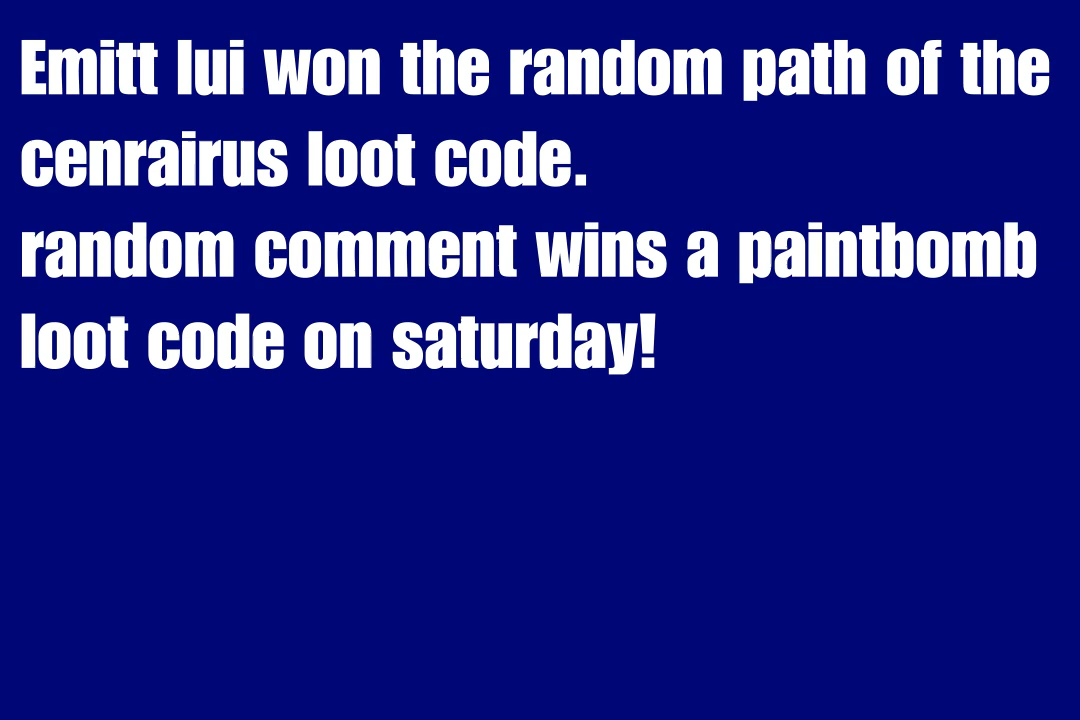 Emitt lui won the random path of the
cenrairus loot code.
random comment wins a paintbomb
loot code on saturday!